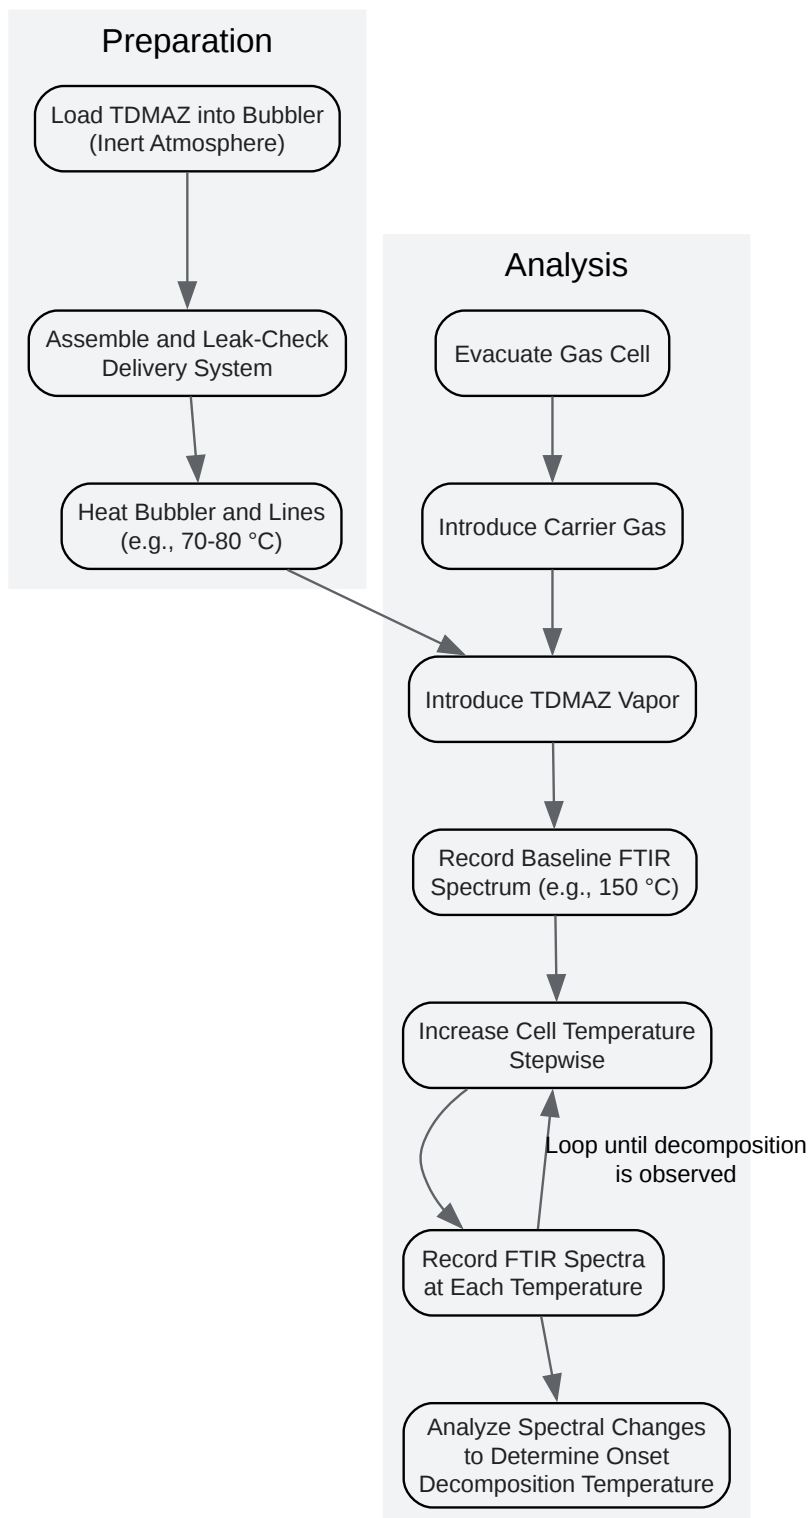 Preparation
Load TDMAZ into Bubbler
(Inert Atmosphere)
Assemble and Leak-Check
Delivery System
Heat Bubbler and Lines
(e.g., 70-80 °C)
Analysis
Evacuate Gas Cell
Introduce Carrier Gas
Introduce TDMAZ Vapor
Record Baseline FTIR
Spectrum (e.g., 150 °C)
Increase Cell Temperature
Stepwise
Loop until decomposition
is observed
Record FTIR Spectra
at Each Temperature
Analyze Spectral Changes
to Determine Onset
Decomposition Temperature